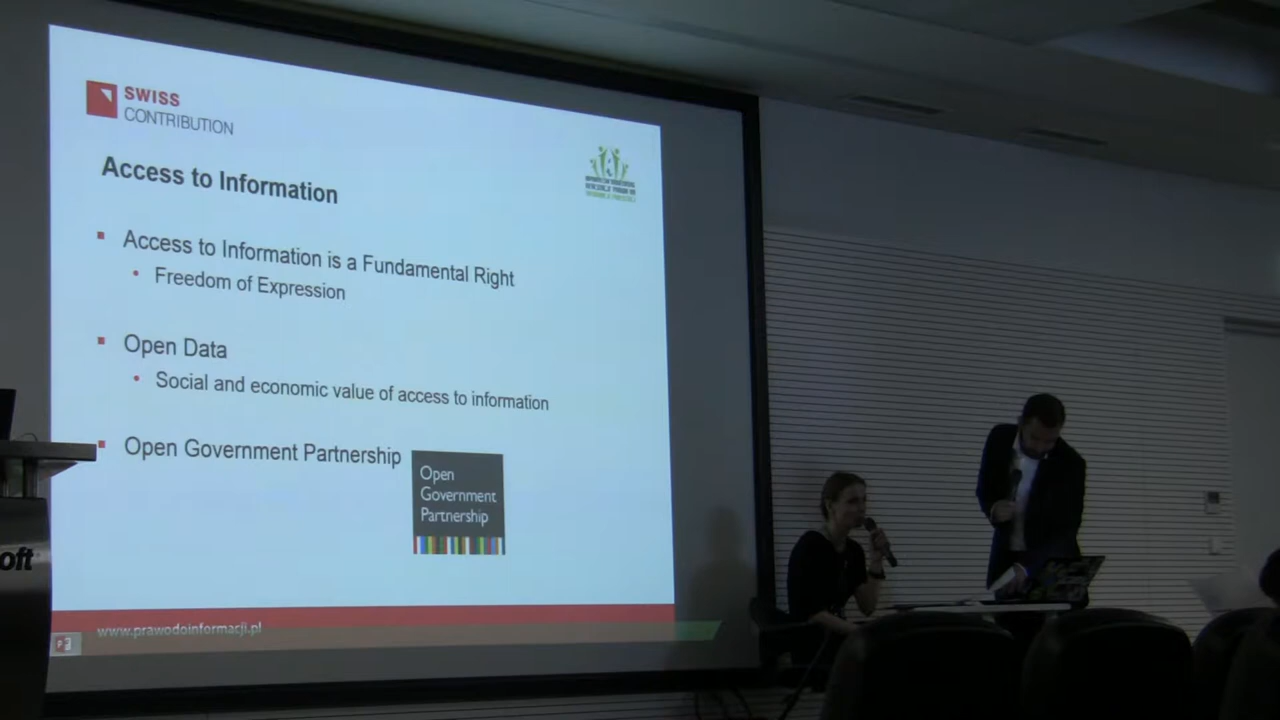 SWISS
CONTRIBUTION
Access to Information
Access to Information is a Fundamental Right
Freedom of Expression
Open Data
Social and economic value of access to information
Open Government Partnership
Open
Government
Partnership
www.prawodoinformacji.pl
oft